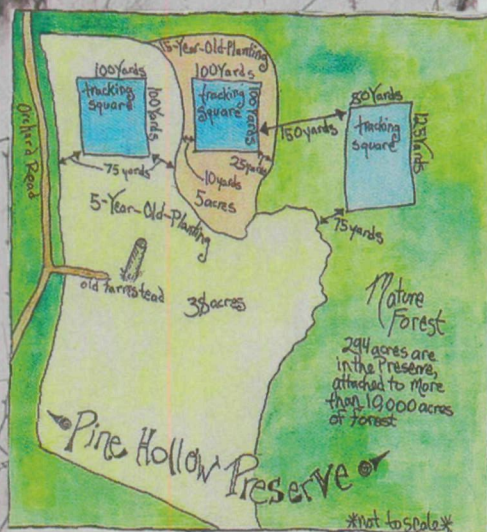 15-Year-Old-Planting
100 Yards
tracking
square
100 Yards
100 Yards
tracking
square
100 Yards
80 Yards
tracking
square
125 Yards
150 yards
Orchard Road
75 yards
25 yards
10 yards
5 acres
5-Year-Old-Planting
75 yards
old farmstead
38 acres
Mature
Forest
294 acres are
in the Preserve,
attached to more
than 10,000 acres
of forest
Pine Hollow Preserve
*not to scale*